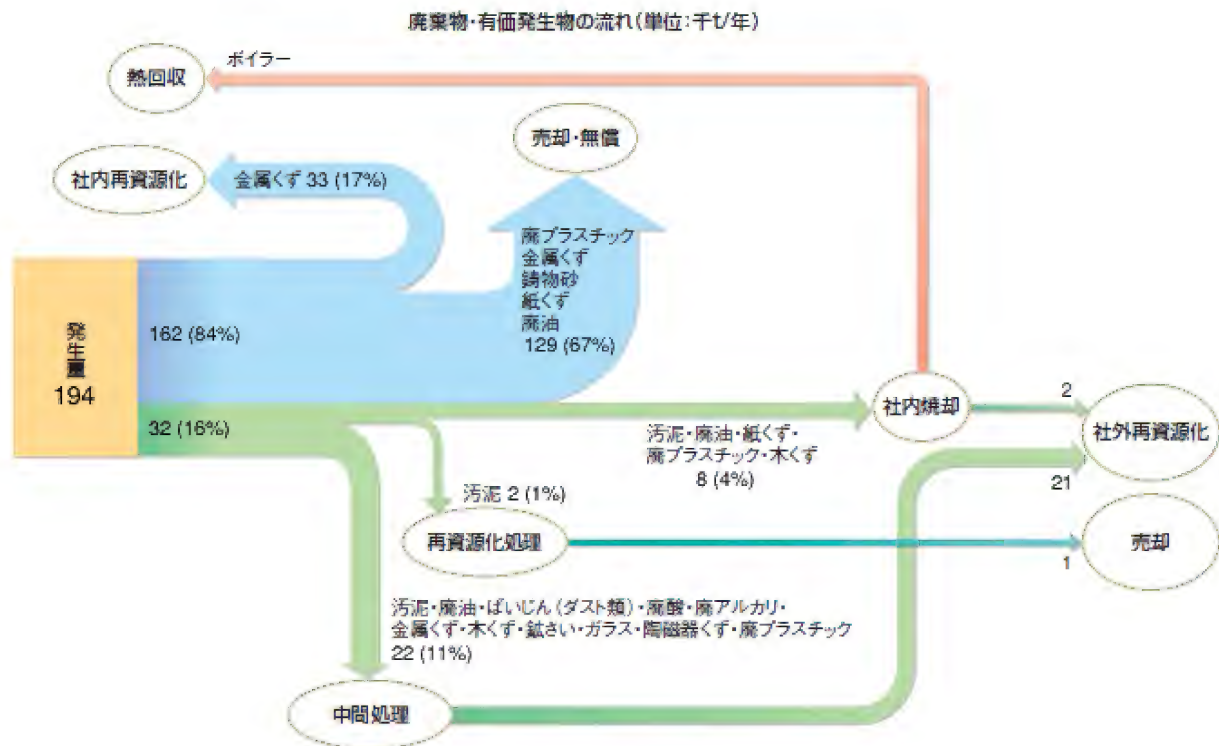 廃棄物・有価発生物の流れ(単位:千t/年)
熱回収
ボイラー
売却・無償
社内再資源化
金属くず 33 (17%)
廃プラスチック
金属くず
鋳物砂
紙くず
廃油
129 (67%)
発生量
194
162 (84%)
32 (16%)
社内焼却
2
社外再資源化
汚泥・廃油・紙くず・
廃プラスチック・木くず
8 (4%)
21
汚泥 2 (1%)
再資源化処理
1
売却
汚泥・廃油・ばいじん(ダスト類)・廃酸・廃アルカリ・
金属くず・木くず・鉱さい・ガラス・陶磁器くず・廃プラスチック
22 (11%)
中間処理